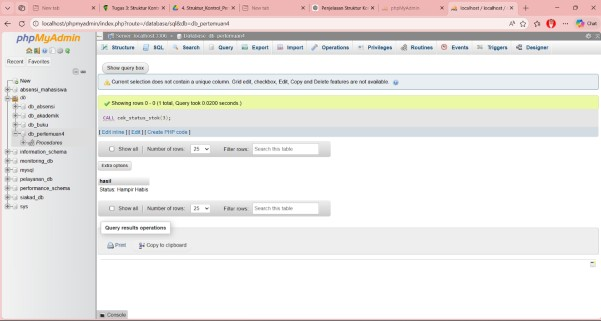 New tab
Tugas 3: Struktur Kontr
4. Struktur_Kontrol_Pr
New tab
Penjelasan Struktur Ko
phpMyAdmin
localhost / localhost /
localhost/phpmyadmin/index.php?route=/database/sql&db=db_pertemuan4
Chat
phpMyAdmin
Recent Favorites
New
absensi_mahasiswa
db
db_absensi
db_akademik
db_buku
db_pertemuan4
Procedures
information_schema
monitoring_db
mysql
pelayanan_db
performance_schema
siakad_db
sys
Server: localhost:3306 » Database: db_pertemuan4
Structure SQL Search Query Export Import Operations Privileges Routines Events Triggers Designer
Show query box
Current selection does not contain a unique column. Grid edit, checkbox, Edit, Copy and Delete features are not available.
Showing rows 0 - 0 (1 total, Query took 0.0200 seconds.)
CALL cek_status_stok(3);
[ Edit inline ] [ Edit ] [ Create PHP code ]
Show all Number of rows: 25 Filter rows: Search this table
Extra options
hasil
Status: Hampir Habis
Show all Number of rows: 25 Filter rows: Search this table
Query results operations
Print Copy to clipboard
Console